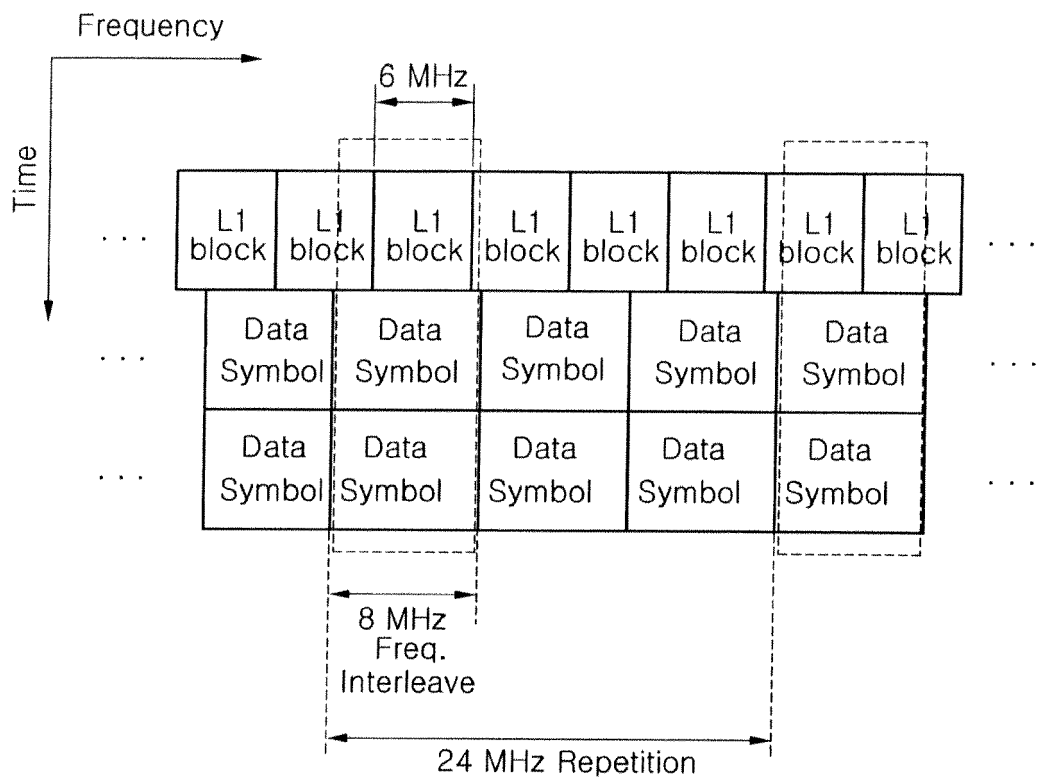 Frequency
6 MHz
Time
L1 L1 L1 L1 L1 L1 L1 L1
. . . block block block block block block block block . . .
Data Data Data Data Data
. . . Symbol Symbol Symbol Symbol Symbol . . .
Data Data Data Data Data
. . . Symbol Symbol Symbol Symbol Symbol . . .
8 MHz
Freq.
Interleave
24 MHz Repetition